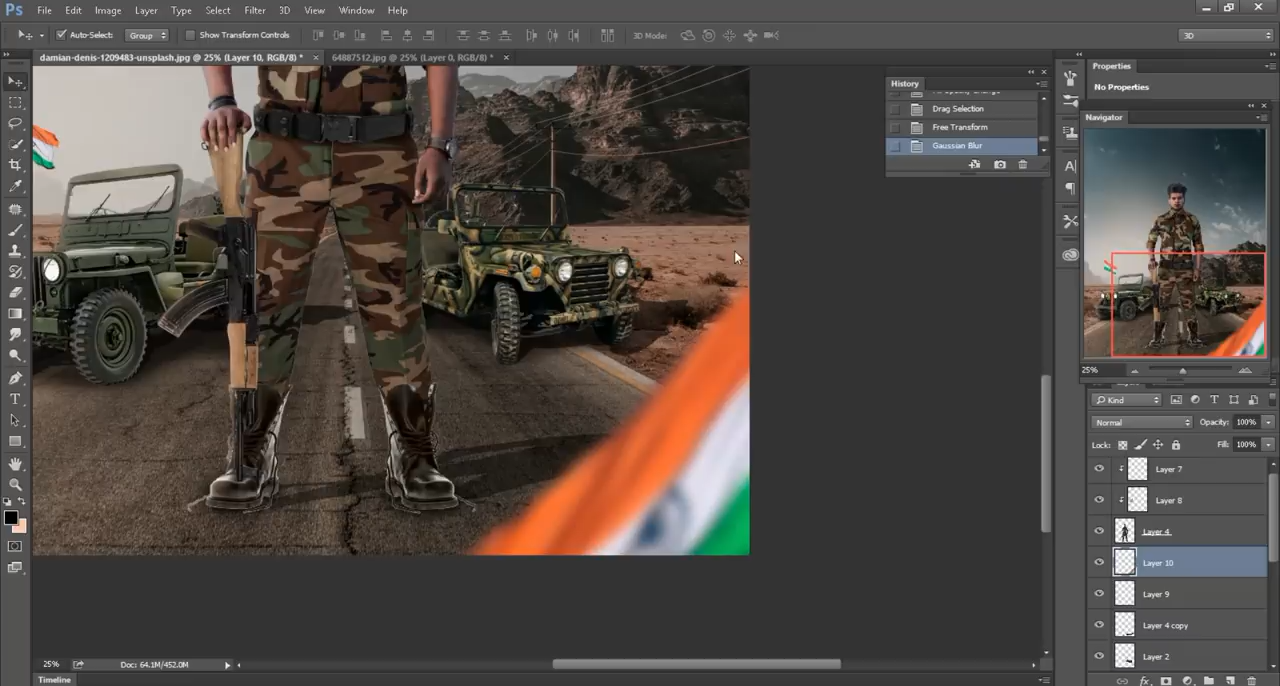 Ps File Edit Image Layer Type Select Filter 3D View Window Help
Auto-Select: Group Show Transform Controls 3D Mode: 3D
damian-denis-1209483-unsplash.jpg @ 25% (Layer 10, RGB/8) * × 64887512.jpg @ 25% (Layer 0, RGB/8) * ×
Properties
No Properties
History
Drag Selection
Free Transform
Gaussian Blur
Navigator
25%
Kind
Normal Opacity: 100%
Lock: Fill: 100%
Layer 7
Layer 8
Layer 4
Layer 10
Layer 9
Layer 4 copy
Layer 2
25% Doc: 64.1M/452.0M
Timeline